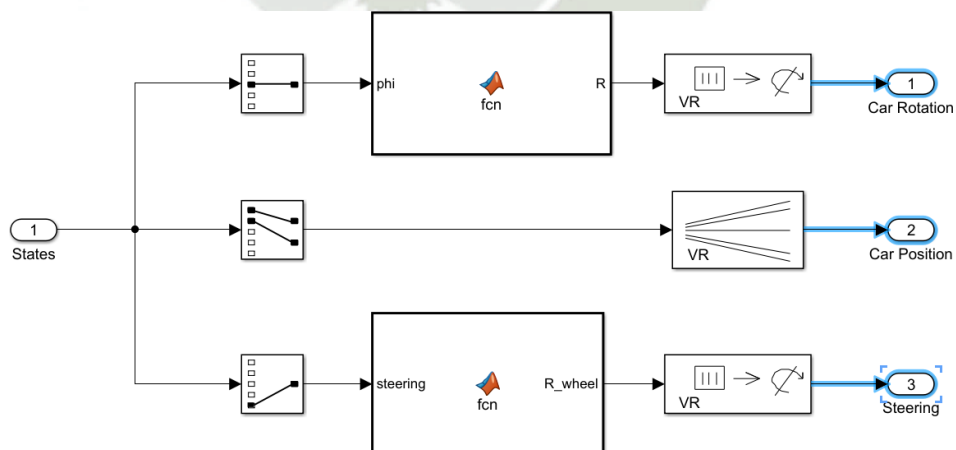 phi
fcn
R
VR
1
Car Rotation
1
States
VR
2
Car Position
steering
fcn
R_wheel
VR
3
Steering